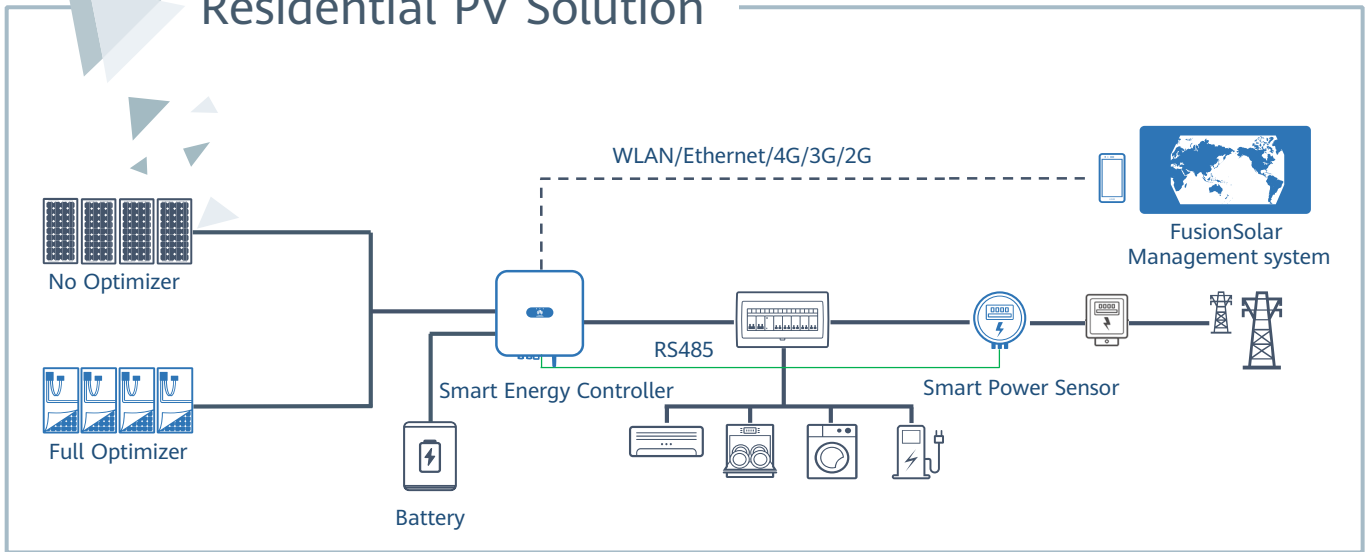 Residential PV Solution
WLAN/Ethernet/4G/3G/2G
FusionSolar
Management system
No Optimizer
RS485
Smart Energy Controller
Smart Power Sensor
Full Optimizer
Battery